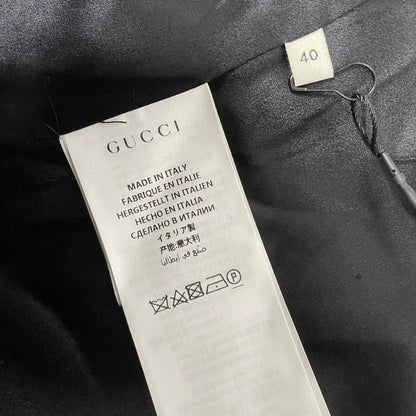 40
GUCCI
MADE IN ITALY
FABRIQUE EN ITALIE
HERGESTELLT IN ITALIEN
HECHO EN ITALIA
СДЕЛАНО В ИТАЛИИ
イタリア製
产地:意大利
صنع في إيطاليا
P